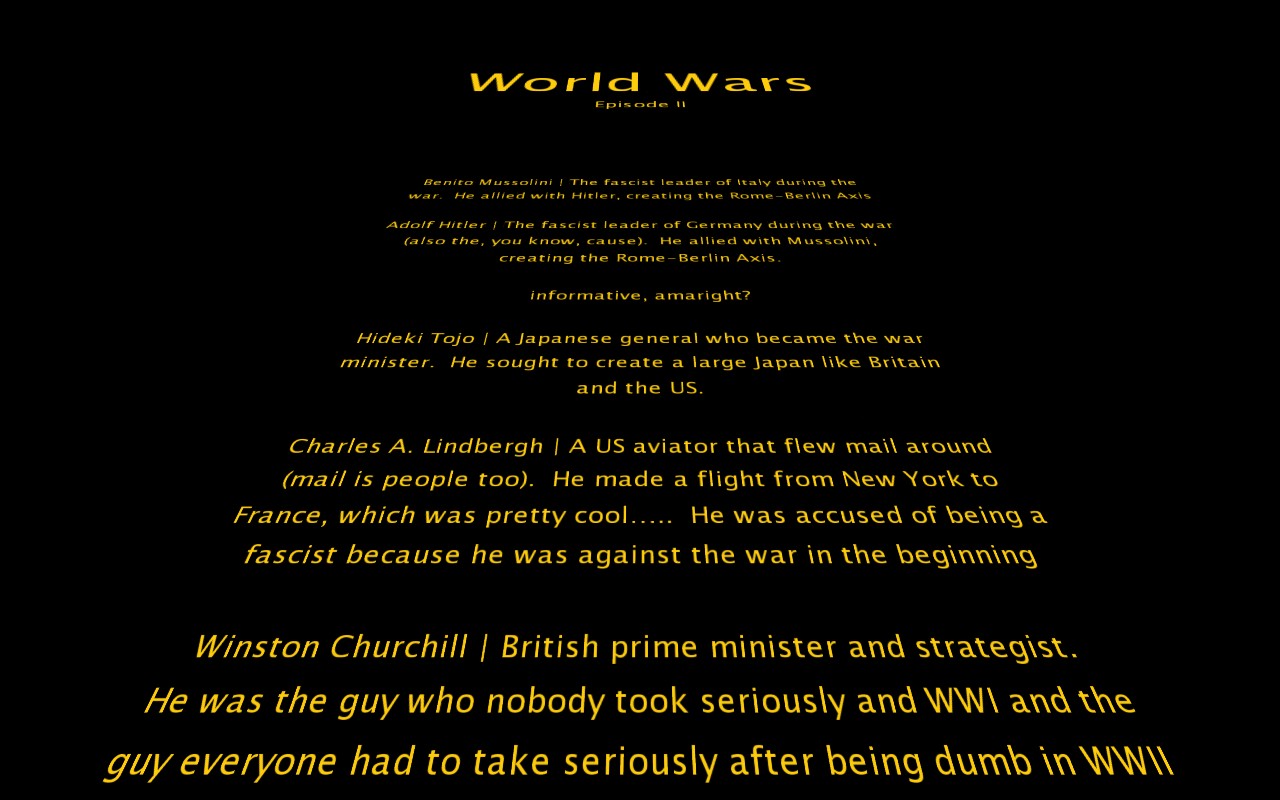 World Wars
Episode II
Benito Mussolini | The fascist leader of Italy during the
war.  He allied with Hitler, creating the Rome-Berlin Axis
Adolf Hitler | The fascist leader of Germany during the war
(also the, you know, cause).  He allied with Mussolini,
creating the Rome-Berlin Axis.
informative, amaright?
Hideki Tojo | A Japanese general who became the war
minister.  He sought to create a large Japan like Britain
and the US.
Charles A. Lindbergh | A US aviator that flew mail around
(mail is people too).  He made a flight from New York to
France, which was pretty cool.....  He was accused of being a
fascist because he was against the war in the beginning
Winston Churchill | British prime minister and strategist.
He was the guy who nobody took seriously and WWI and the
guy everyone had to take seriously after being dumb in WWII